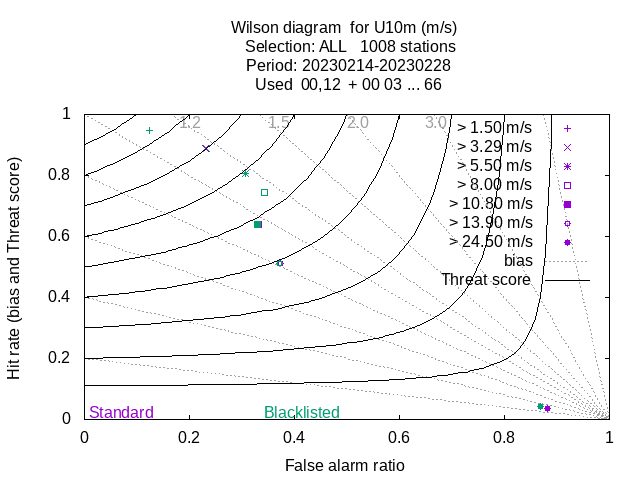 Wilson diagram  for U10m (m/s)
Selection: ALL   1008 stations
Period: 20230214-20230228
Used  00,12  + 00 03 ... 66
Hit rate (bias and Threat score)
1
0.8
0.6
0.4
0.2
0
1.2
1.5
2.0
3.0
> 1.50 m/s
> 3.29 m/s
> 5.50 m/s
> 8.00 m/s
> 10.80 m/s
> 13.90 m/s
> 24.50 m/s
bias
Threat score
Standard
Blacklisted
0
0.2
0.4
0.6
0.8
1
False alarm ratio